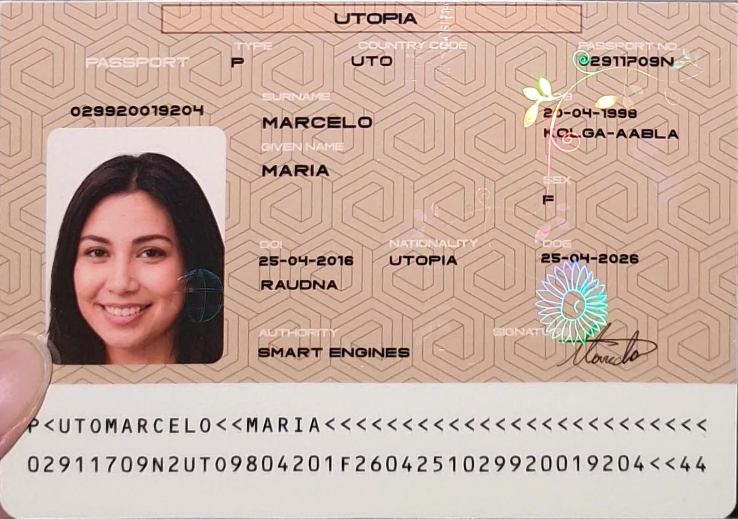 UTOPIA
TYPE COUNTRY CODE PASSPORT NO.
PASSPORT P UTO 02911709N
029920019204
SURNAME
MARCELO
20-04-1998
KOLGA-AABLA
GIVEN NAME
MARIA
SEX
F
DOI NATIONALITY DOE
25-04-2016 UTOPIA 25-04-2026
RAUDNA
AUTHORITY SIGNATU
SMART ENGINES
Marcelo
P<UTOMARCELO<<MARIA<<<<<<<<<<<<<<<<<<<<<<<<<
02911709N2UTO9804201F2604251029920019204<<44